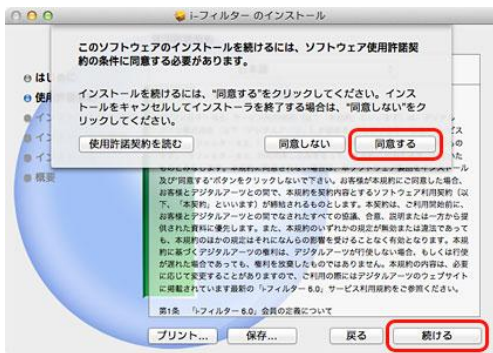 i-フィルター のインストール
このソフトウェアのインストールを続けるには、ソフトウェア使用許諾契
約の条件に同意する必要があります。
インストールを続けるには、"同意する"をクリックしてください。インス
トールをキャンセルしてインストーラを終了する場合は、"同意しない"をク
リックしてください。
使用許諾契約を読む
同意しない
同意する
はじ
使用
イン
イン
イン
概要
及び"同意する"ボタンをクリックしないで下さい。お客様が本規約にご同意した場合、
お客様とデジタルアーツとの間で、本規約を契約内容とするソフトウェア利用契約（以
下、「本契約」といいます）が締結されるものとします。本契約は、ご利用開始前に、
お客様とデジタルアーツとの間でなされたすべての協議、合意、説明または一方から提
供された資料に優先します。また、本規約のいずれかの規定が無効または違法であって
も、本規約のほかの規定はそれになんらの影響を受けることなく有効となります。本規
約に基づくデジタルアーツの権利は、デジタルアーツが行使しない場合、もしくは行使
が遅れた場合であっても、権利を放棄したものではありません。本規約の内容は、必要
に応じて変更することがありますので、ご利用の際にはデジタルアーツのウェブサイト
に掲載されています最新の「i-フィルター 6.0」サービス利用規約をご参照ください。
第1条 「i-フィルター 6.0」会員の定義について
プリント...
保存...
戻る
続ける